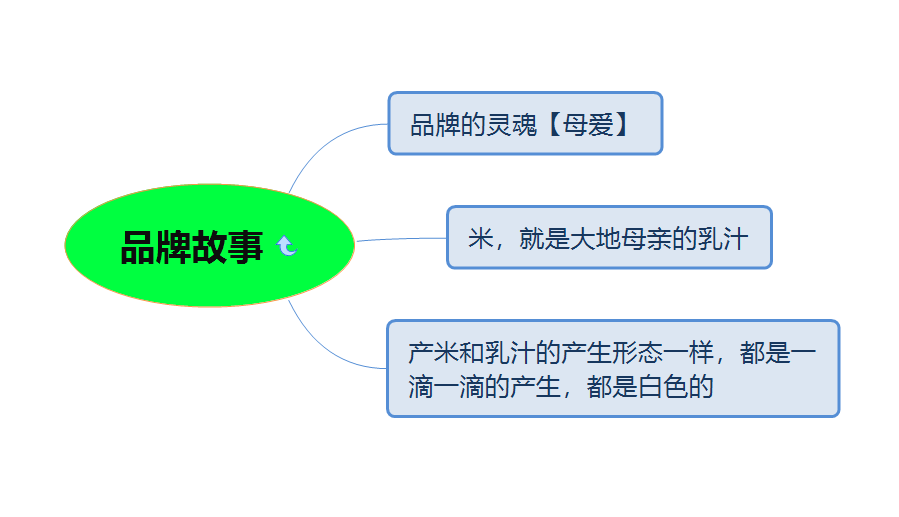 品牌的灵魂【母爱】
品牌故事
米，就是大地母亲的乳汁
产米和乳汁的产生形态一样，都是一
滴一滴的产生，都是白色的